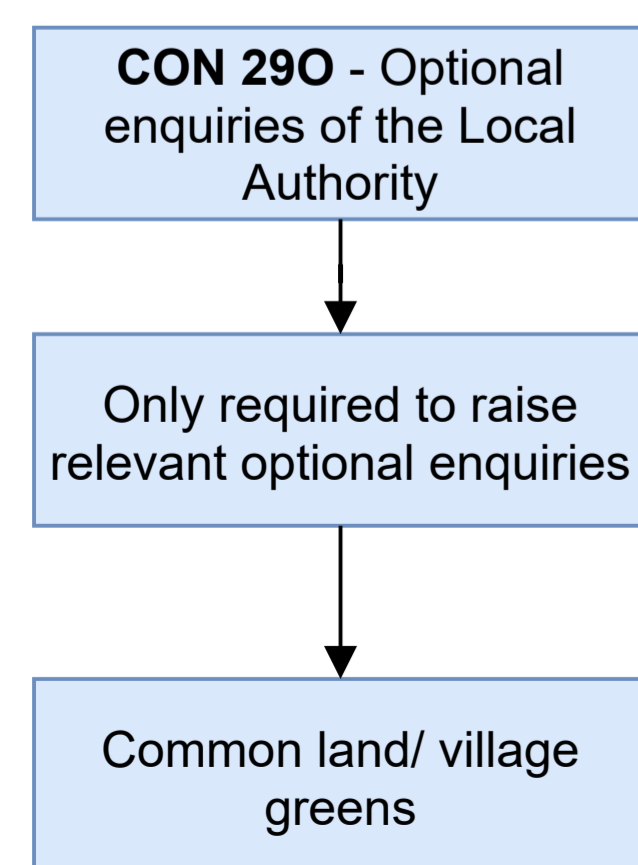 CON 29O - Optional
enquiries of the Local
Authority
Only required to raise
relevant optional enquiries
Common land/ village
greens